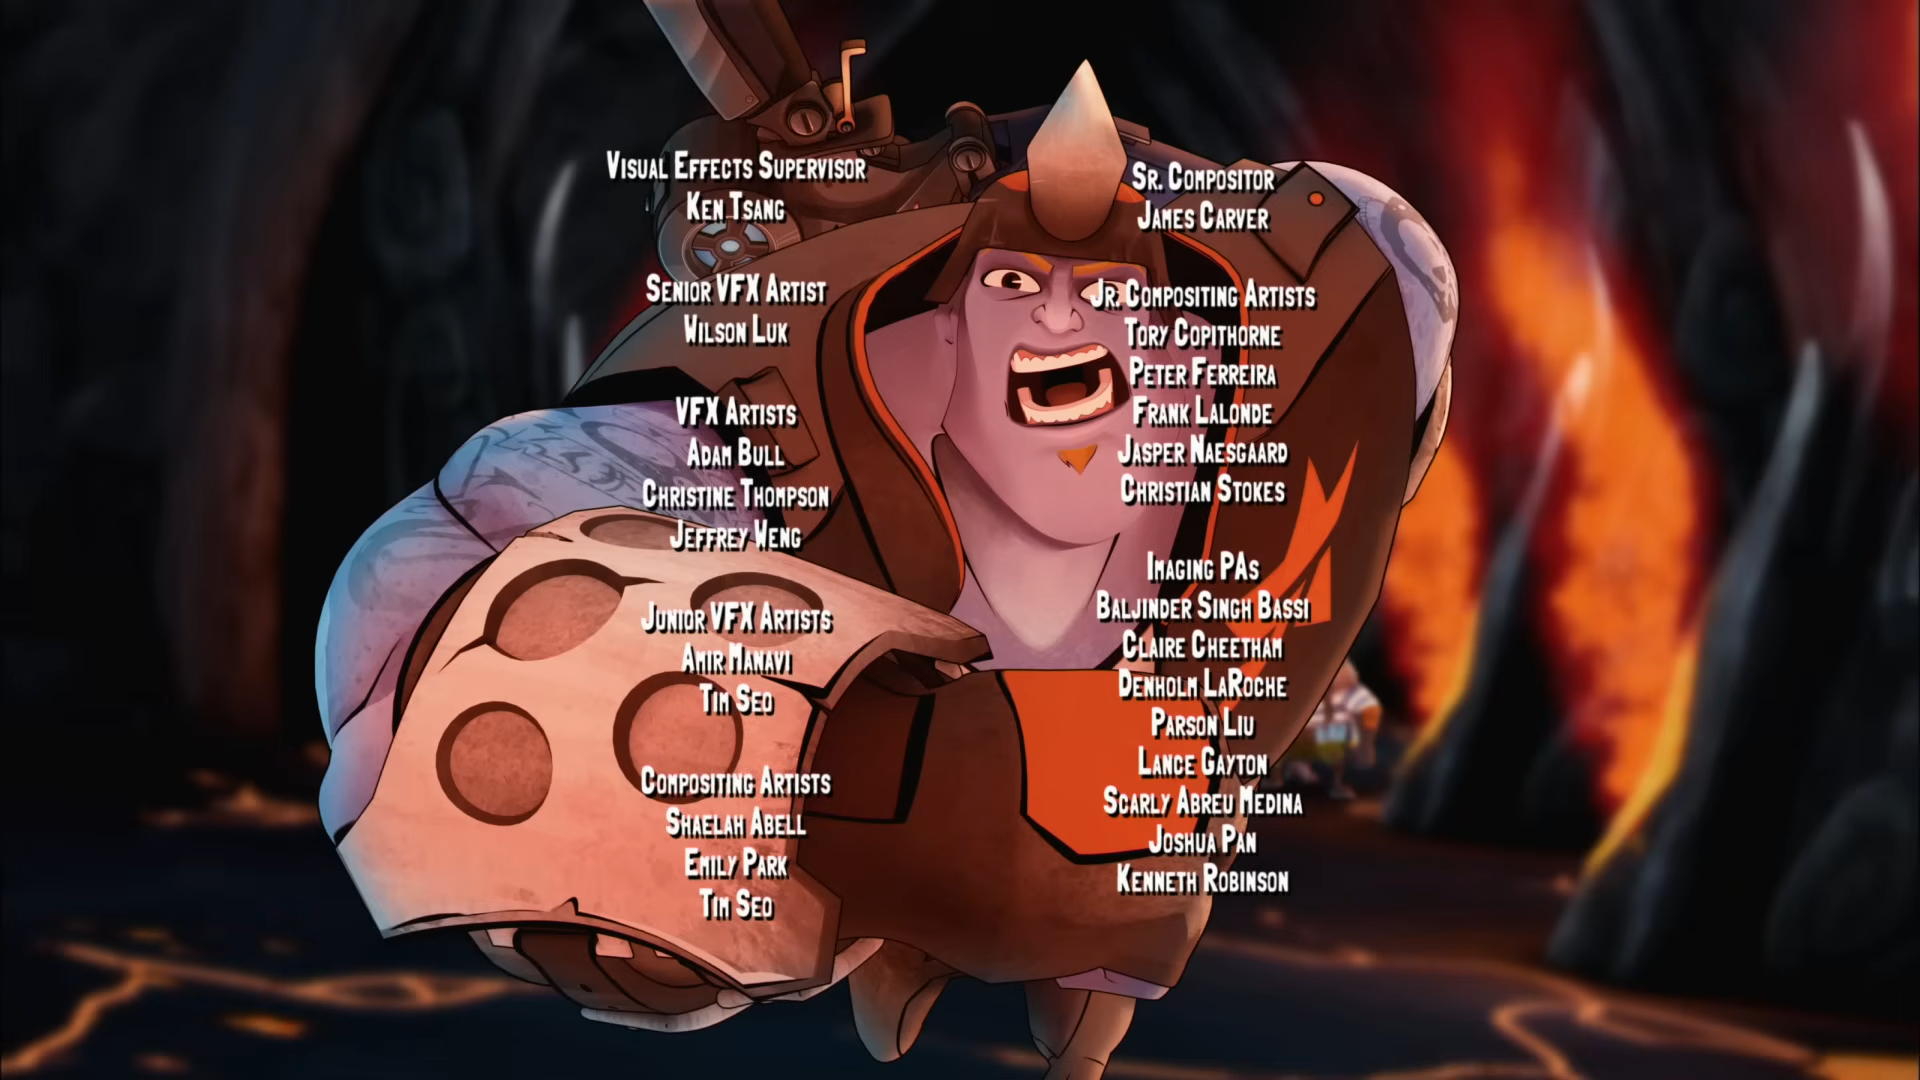 Visual Effects Supervisor
Ken Tsang
Senior VFX Artist
Wilson Luk
VFX Artists
Adam Bull
Christine Thompson
Jeffrey Weng
Junior VFX Artists
Amir Manavi
Tim Seo
Compositing Artists
Shaelah Abell
Emily Park
Tim Seo
Sr. Compositor
James Carver
Jr. Compositing Artists
Tory Copithorne
Peter Ferreira
Frank Lalonde
Jasper Naesgaard
Christian Stokes
Imaging PAs
Baljinder Singh Bassi
Claire Cheetham
Denholm LaRoche
Parson Liu
Lance Gayton
Scarly Abreu Medina
Joshua Pan
Kenneth Robinson